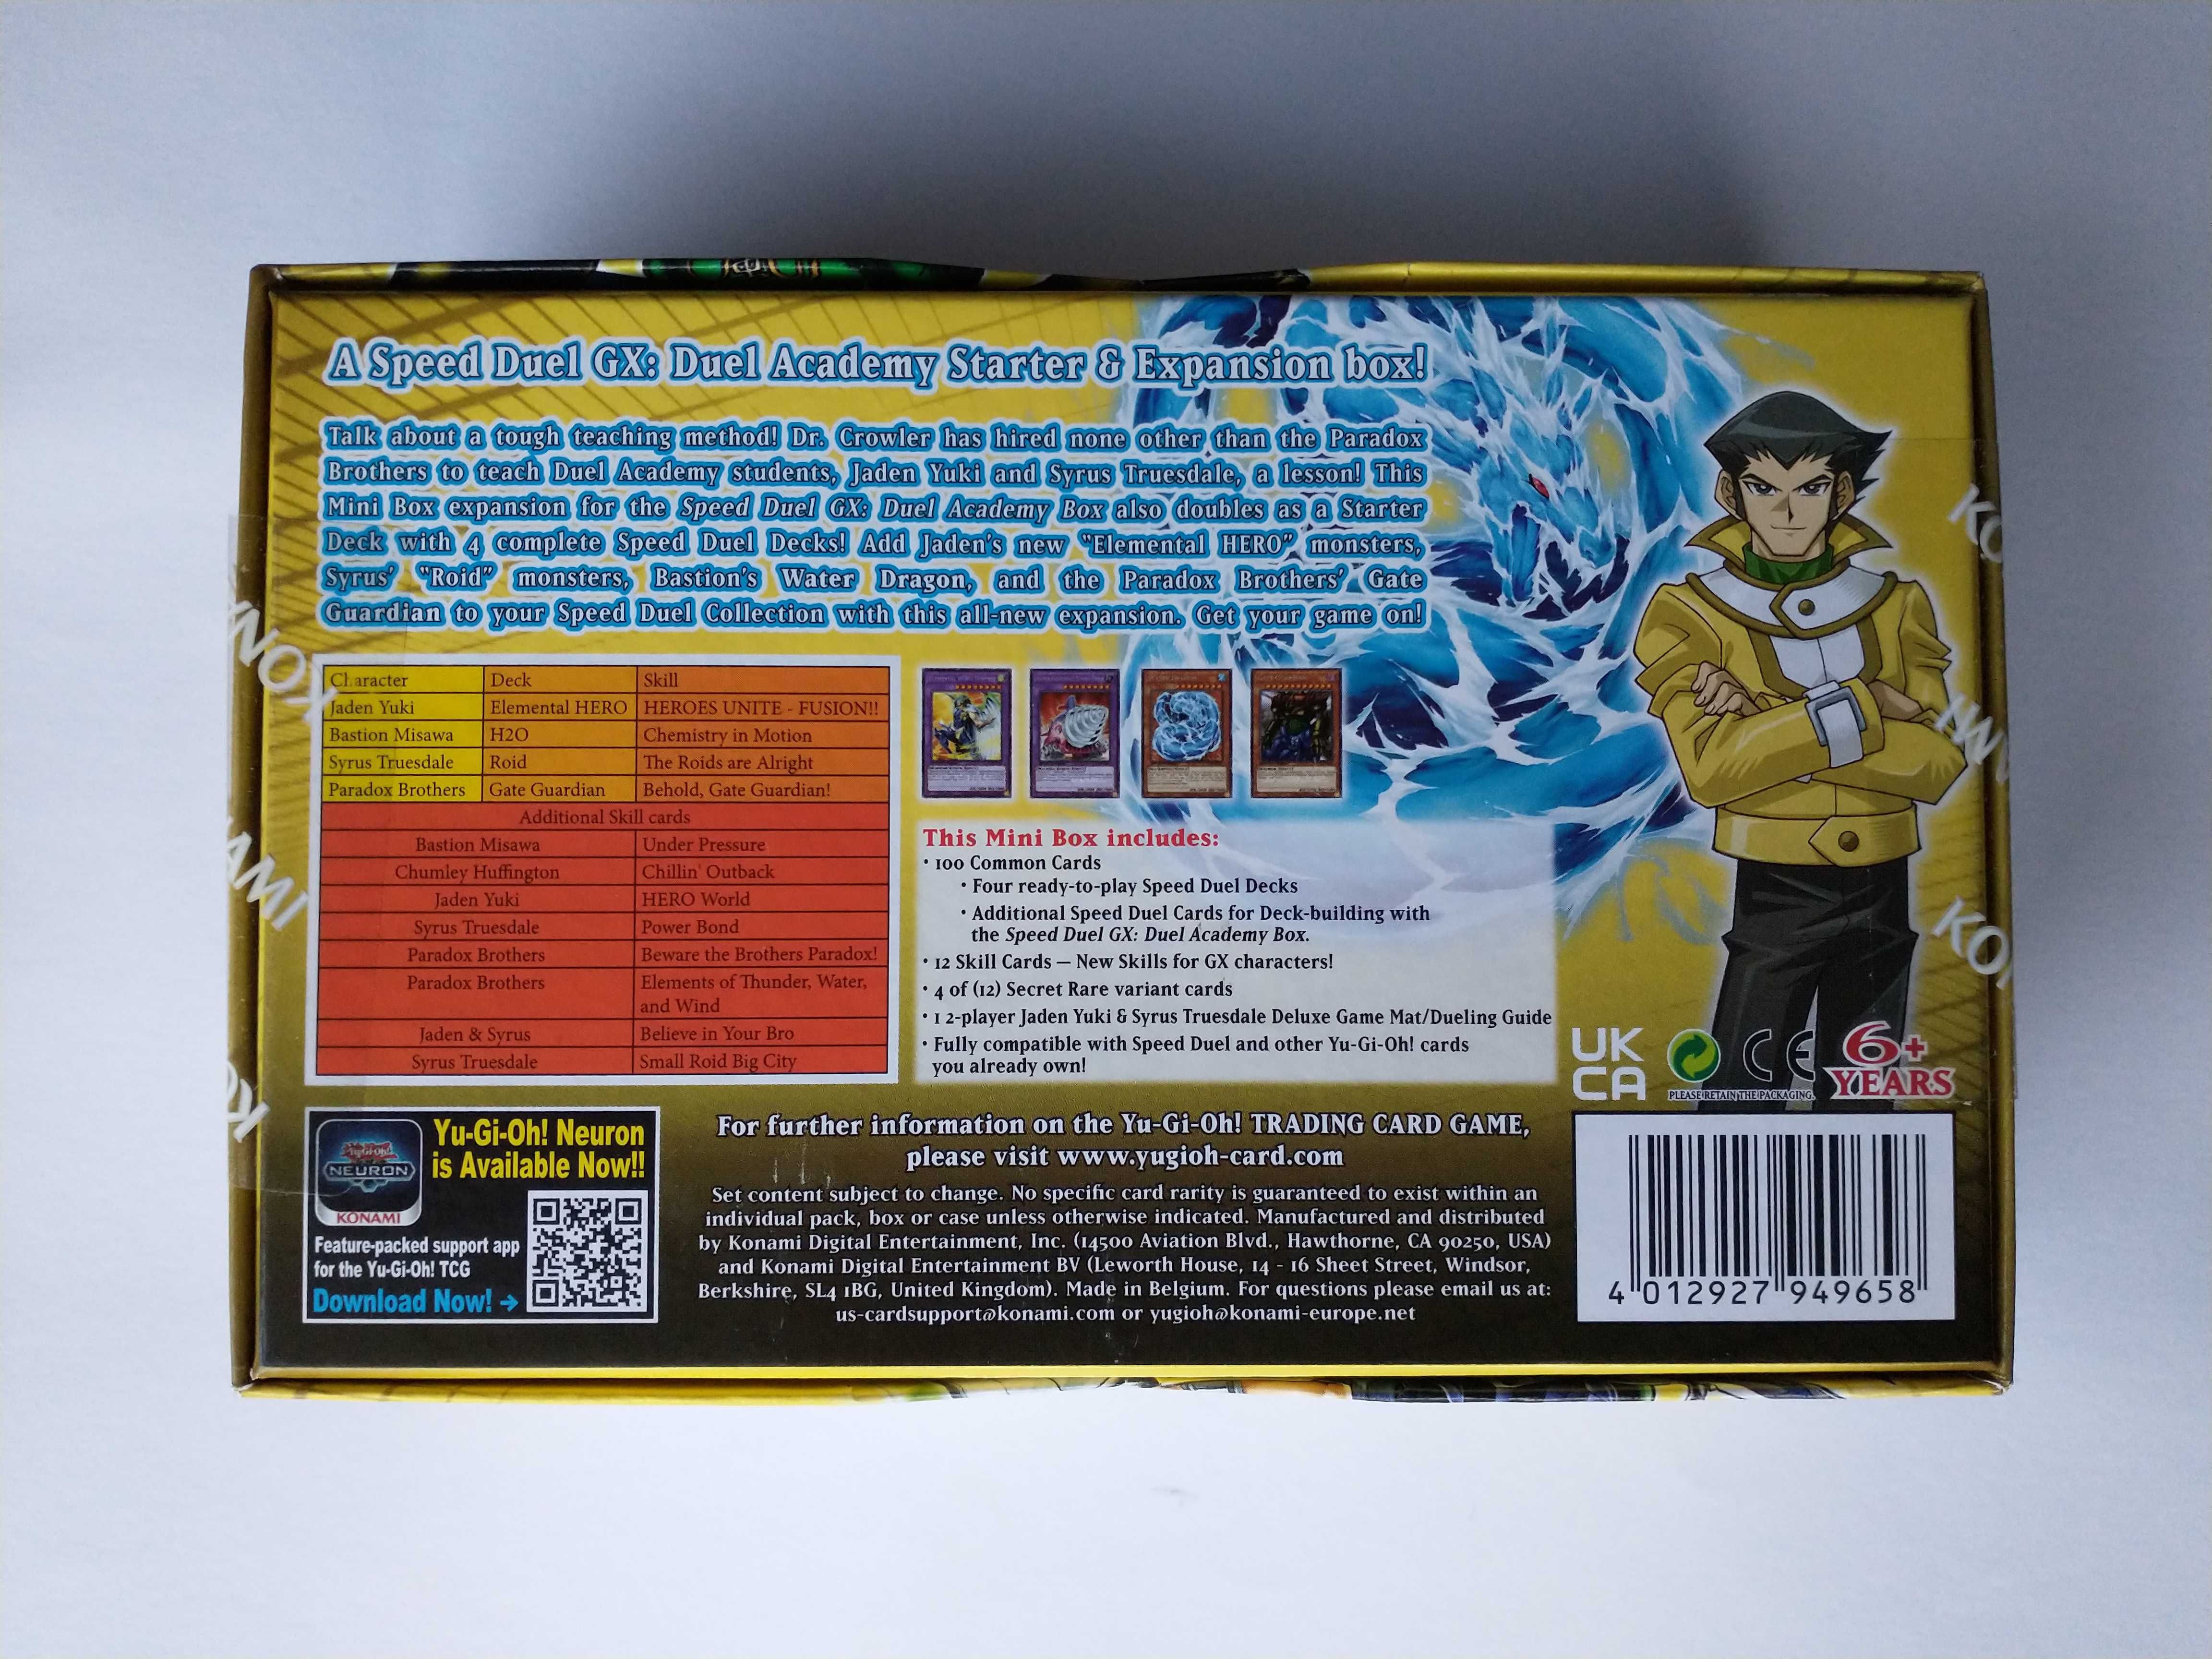 A Speed Duel GX: Duel Academy Starter & Expansion box!
Talk about a tough teaching method! Dr. Crowler has hired none other than the Paradox
Brothers to teach Duel Academy students, Jaden Yuki and Syrus Truesdale, a lesson! This
Mini Box expansion for the Speed Duel GX: Duel Academy Box also doubles as a Starter
Deck with 4 complete Speed Duel Decks! Add Jaden's new "Elemental HERO" monsters,
Syrus' "Roid" monsters, Bastion's Water Dragon, and the Paradox Brothers' Gate
Guardian to your Speed Duel Collection with this all-new expansion. Get your game on!
Character Deck Skill
Jaden Yuki Elemental HERO HEROES UNITE - FUSION!!
Bastion Misawa H2O Chemistry in Motion
Syrus Truesdale Roid The Roids are Alright
Paradox Brothers Gate Guardian Behold, Gate Guardian!
Additional Skill cards
Bastion Misawa Under Pressure
Chumley Huffington Chillin' Outback
Jaden Yuki HERO World
Syrus Truesdale Power Bond
Paradox Brothers Beware the Brothers Paradox!
Paradox Brothers Elements of Thunder, Water,
and Wind
Jaden & Syrus Believe in Your Bro
Syrus Truesdale Small Roid Big City
This Mini Box includes:
• 100 Common Cards
• Four ready-to-play Speed Duel Decks
• Additional Speed Duel Cards for Deck-building with
the Speed Duel GX: Duel Academy Box.
• 12 Skill Cards – New Skills for GX characters!
• 4 of (12) Secret Rare variant cards
• 1 2-player Jaden Yuki & Syrus Truesdale Deluxe Game Mat/Dueling Guide
• Fully compatible with Speed Duel and other Yu-Gi-Oh! cards
you already own!
UK
CA
CE
PLEASE RETAIN THE PACKAGING.
6+
YEARS
Yu-Gi-Oh!
NEURON
KONAMI
Yu-Gi-Oh! Neuron
is Available Now!!
Feature-packed support app
for the Yu-Gi-Oh! TCG
Download Now! →
For further information on the Yu-Gi-Oh! TRADING CARD GAME,
please visit www.yugioh-card.com
Set content subject to change. No specific card rarity is guaranteed to exist within an
individual pack, box or case unless otherwise indicated. Manufactured and distributed
by Konami Digital Entertainment, Inc. (14500 Aviation Blvd., Hawthorne, CA 90250, USA)
and Konami Digital Entertainment BV (Leworth House, 14 - 16 Sheet Street, Windsor,
Berkshire, SL4 1BG, United Kingdom). Made in Belgium. For questions please email us at:
us-cardsupport@konami.com or yugioh@konami-europe.net
4 012927 949658